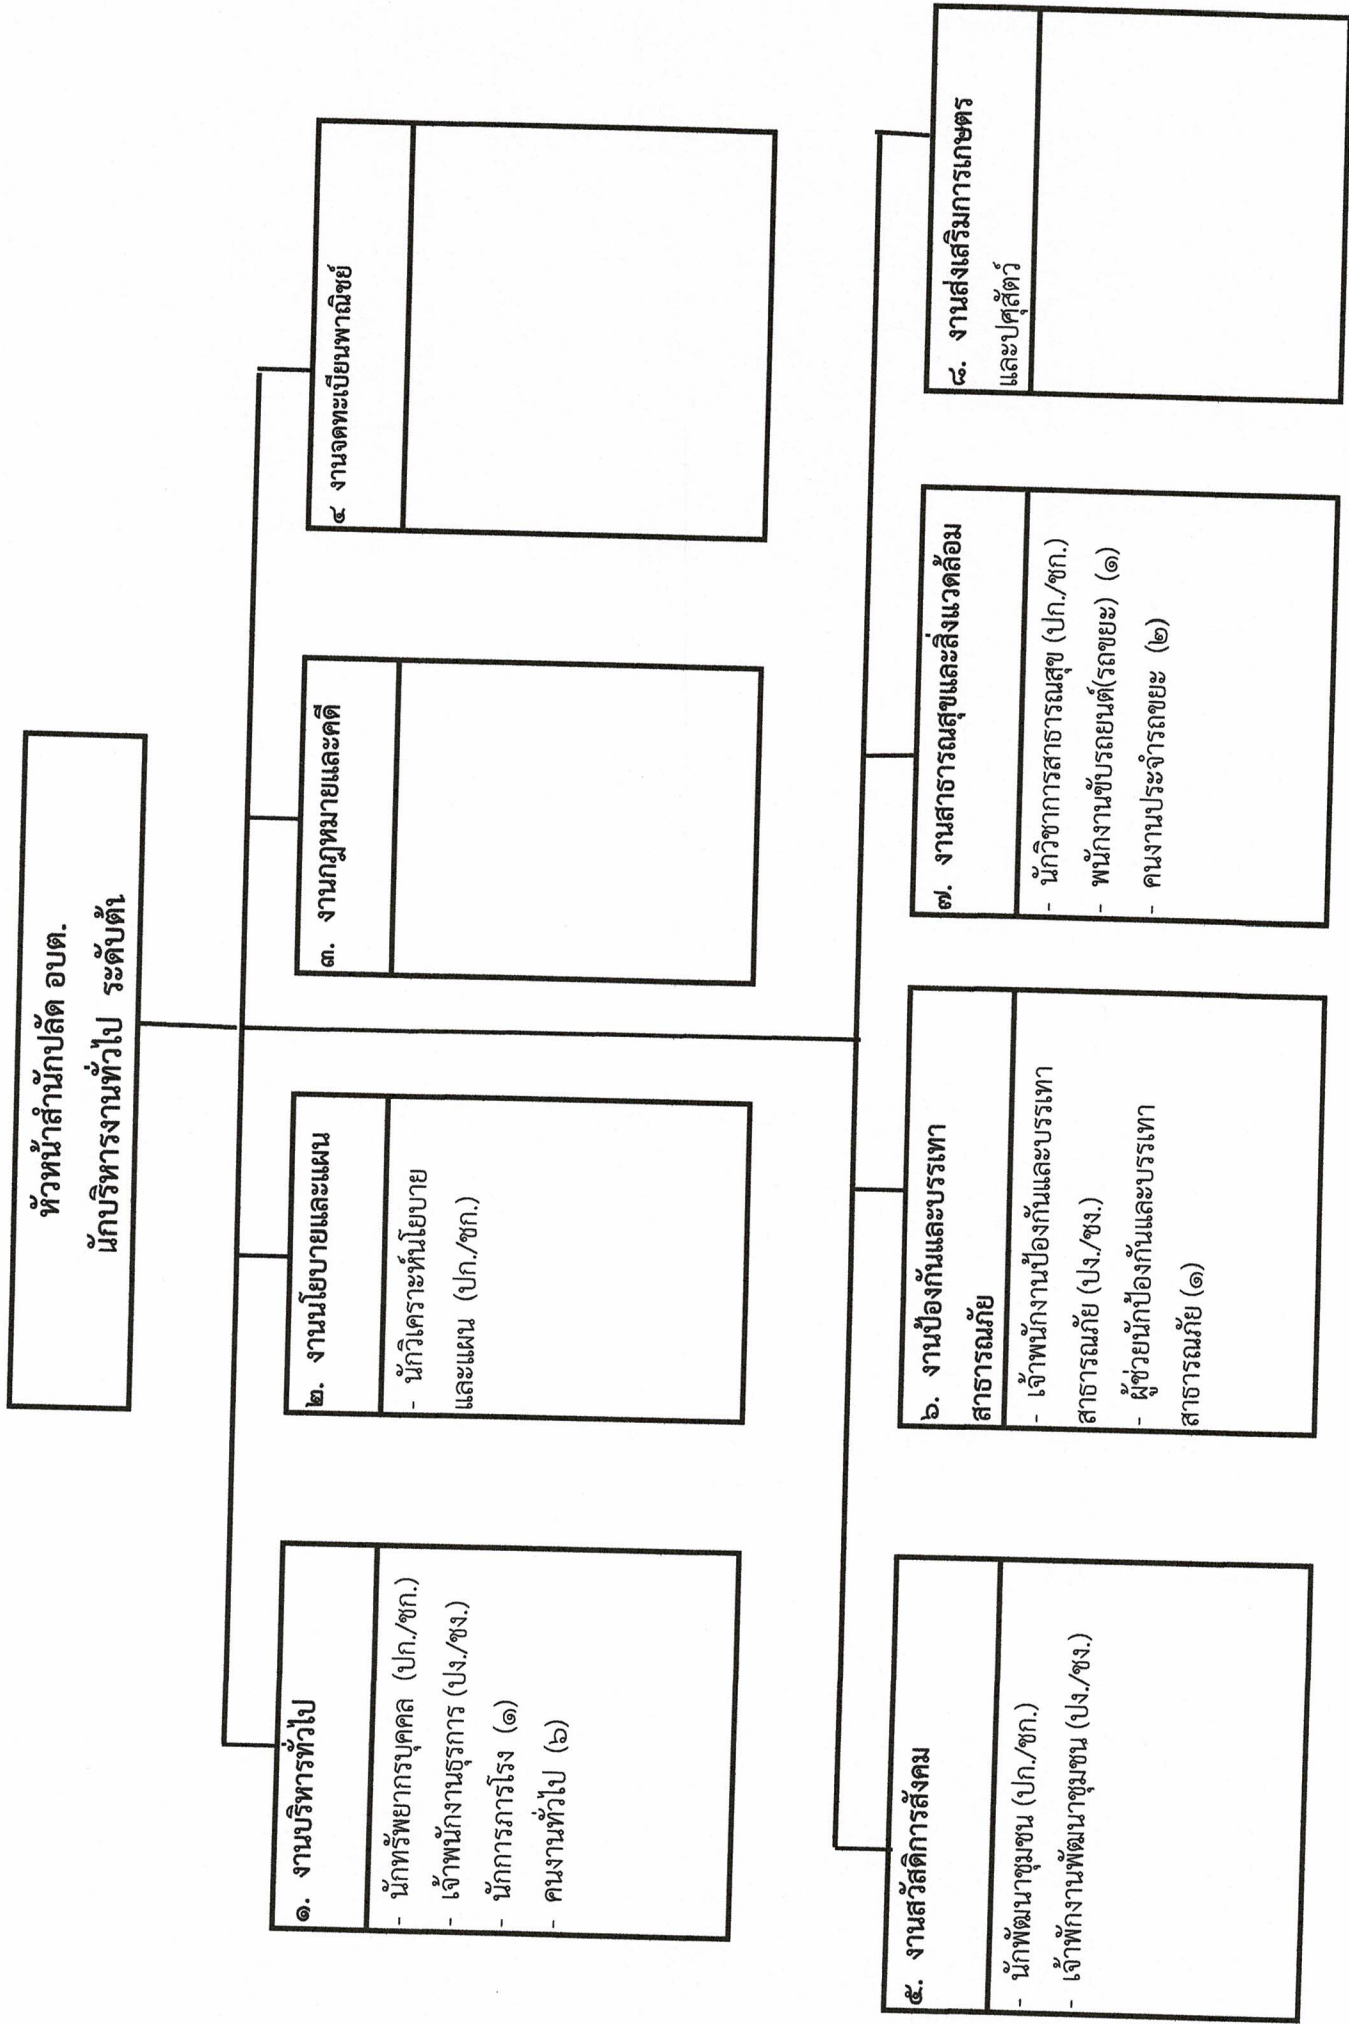 หัวหน้าสำนักปลัด อบต.
นักบริหารงานทั่วไป ระดับต้น
๑. งานบริหารทั่วไป
- นักทรัพยากรบุคคล (ปก./ชก.)
- เจ้าพนักงานธุรการ (ปง./ชง.)
- นักการภารโรง (๑)
- คนงานทั่วไป (๖)
๒. งานนโยบายและแผน
- นักวิเคราะห์นโยบาย
และแผน (ปก./ชก.)
๓. งานกฎหมายและคดี
๔ งานจดทะเบียนพาณิชย์
๕. งานสวัสดิการสังคม
- นักพัฒนาชุมชน (ปก./ชก.)
- เจ้าพักงานพัฒนาชุมชน (ปง./ชง.)
๖. งานป้องกันและบรรเทา
สาธารณภัย
- เจ้าพนักงานป้องกันและบรรเทา
สาธารณภัย (ปง./ชง.)
- ผู้ช่วยนักป้องกันและบรรเทา
สาธารณภัย (๑)
๗. งานสาธารณสุขและสิ่งแวดล้อม
- นักวิชาการสาธารณสุข (ปก./ชก.)
- พนักงานขับรถยนต์(รถขยะ) (๑)
- คนงานประจำรถขยะ (๒)
๘. งานส่งเสริมการเกษตร
และปศุสัตว์